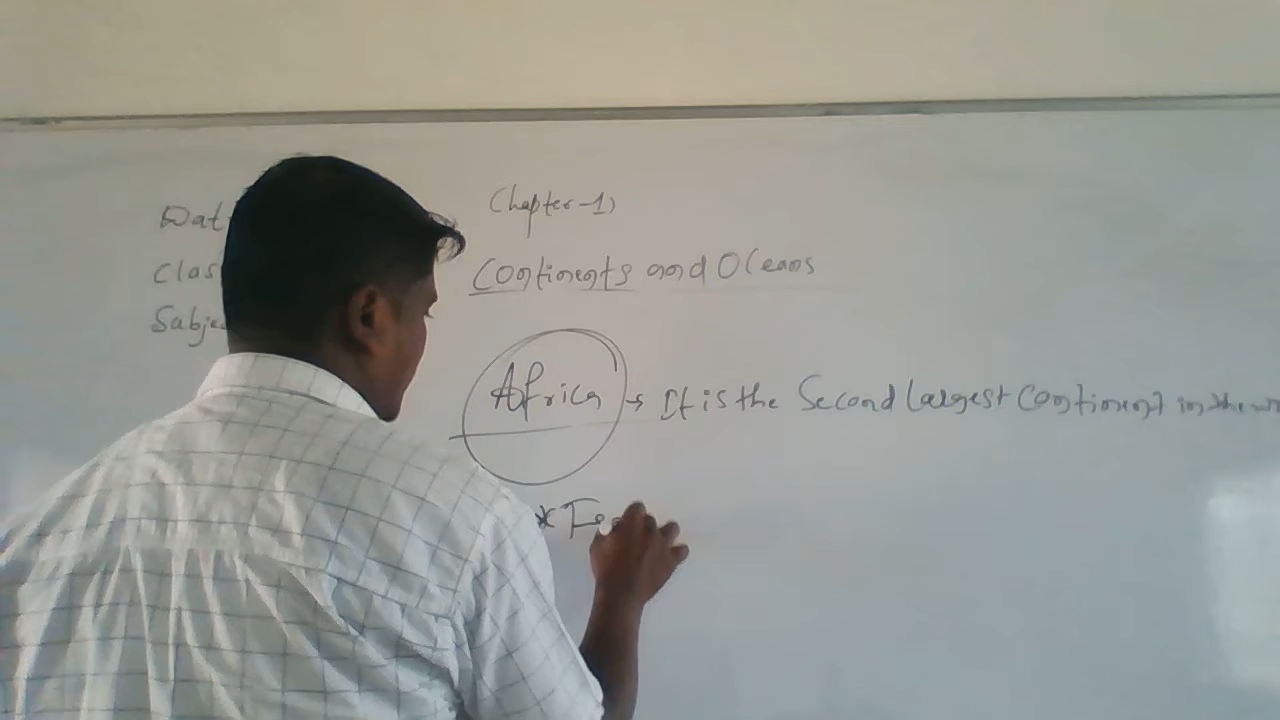 Chapter-1)
Continents and Oceans
Africa → It is the Second largest Continent in the
*
Dat
Clas
Subje